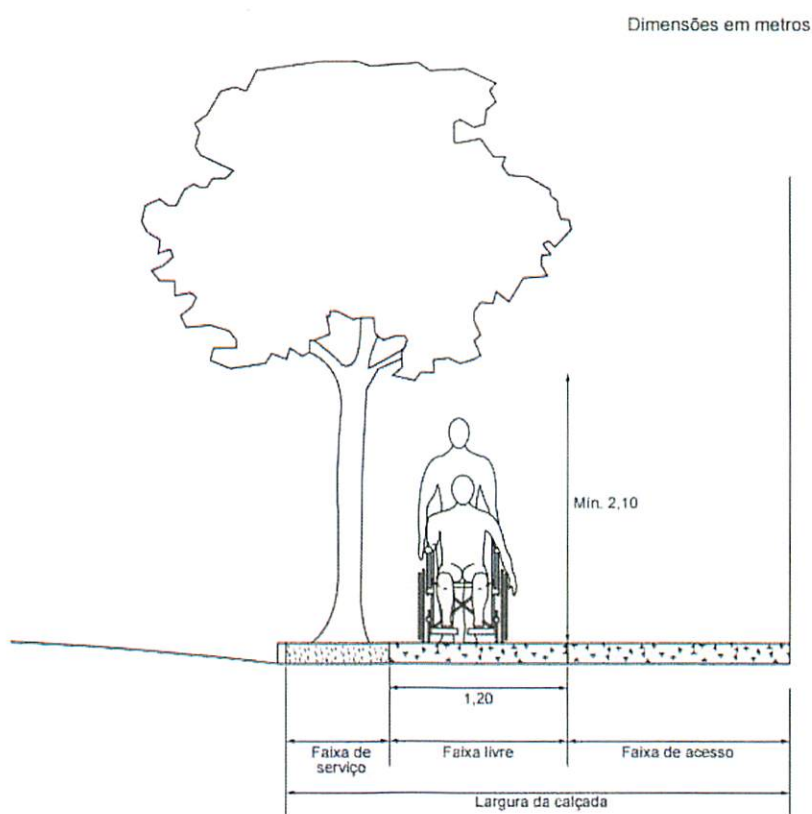 Dimensões em metros
Mín. 2,10
1,20
Faixa de
serviço
Faixa livre
Faixa de acesso
Largura da calçada